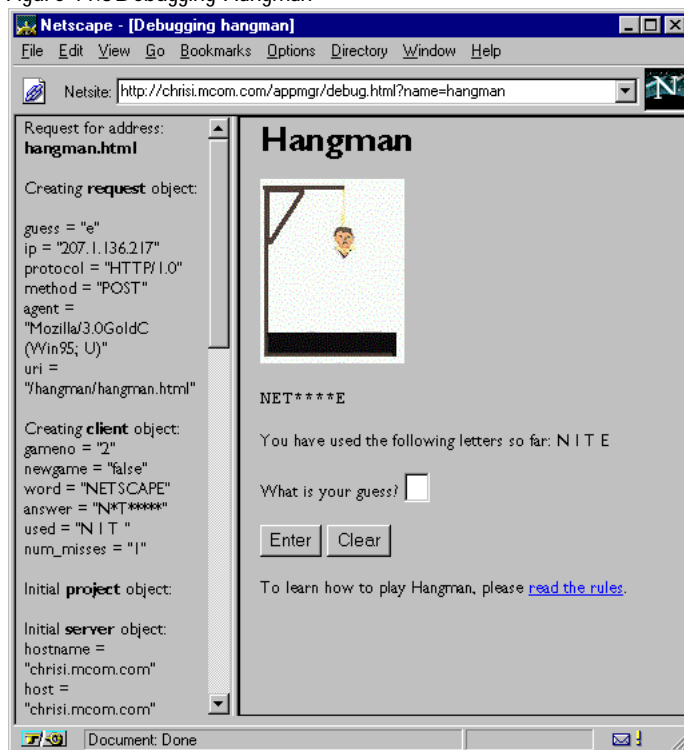 Netscape - [Debugging hangman]
File Edit View Go Bookmarks Options Directory Window Help
Netsite: http://chrisi.mcom.com/appmgr/debug.html?name=hangman
N
Request for address:
hangman.html
Creating request object:
guess = "e"
ip = "207.1.136.217"
protocol = "HTTP/1.0"
method = "POST"
agent =
"Mozilla/3.0GoldC
(Win95; U)"
uri =
"/hangman/hangman.html"
Creating client object:
gameno = "2"
newgame = "false"
word = "NETSCAPE"
answer = "N*T*****"
used = "N I T "
num_misses = "1"
Initial project object:
Initial server object:
hostname =
"chrisi.mcom.com"
host =
"chrisi.mcom.com"
Hangman
NET****E
You have used the following letters so far: N I T E
What is your guess?
Enter Clear
To learn how to play Hangman, please read the rules.
Document: Done